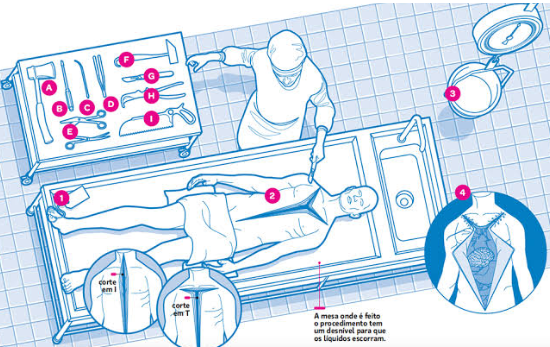 A
B
C
D
E
F
G
H
I
1
2
3
4
corte
em I
corte
em T
A mesa onde é feito
o procedimento tem
um desnível para que
os líquidos escorram.